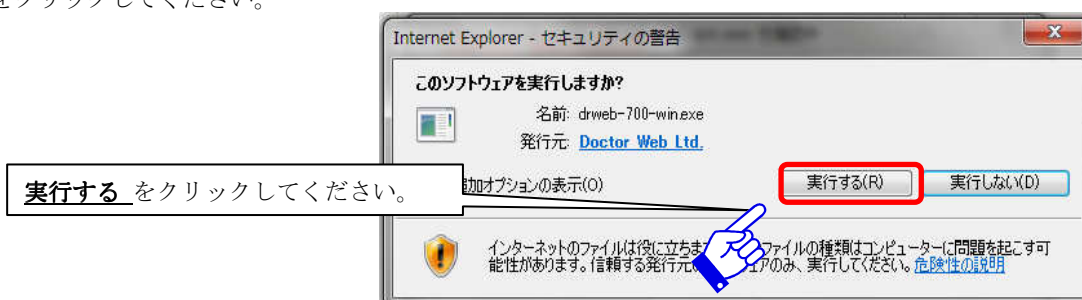 をクリックしてください。
Internet Explorer - セキュリティの警告
このソフトウェアを実行しますか?
名前: drweb-700-win.exe
発行元: Doctor Web Ltd.
実行する をクリックしてください。
加オプションの表示(O)
実行する(R)
実行しない(D)
インターネットのファイルは役に立ちま ファイルの種類はコンピューターに問題を起こす可
能性があります。信頼する発行元の ェアのみ、実行してください。危険性の説明